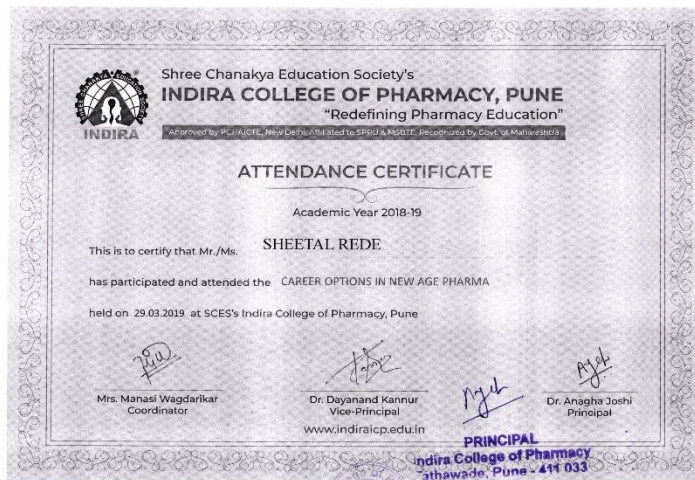 Shree Chanakya Education Society's
INDIRA COLLEGE OF PHARMACY, PUNE
"Redefining Pharmacy Education"
INDIRA
Approved by PCI/AICTE, New Delhi, Affiliated to SPPU & MSBTE, Recognized by Govt. of Maharashtra
ATTENDANCE CERTIFICATE
Academic Year 2018-19
This is to certify that Mr./Ms. SHEETAL REDE
has participated and attended the CAREER OPTIONS IN NEW AGE PHARMA
held on 29.03.2019 at SCES's Indira College of Pharmacy, Pune
Mrs. Manasi Wagdarikar
Coordinator
Dr. Dayanand Kannur
Vice-Principal
www.indiraicp.edu.in
Dr. Anagha Joshi
Principal
PRINCIPAL
ndira College of Pharmacy
athawade, Pune - 411 033